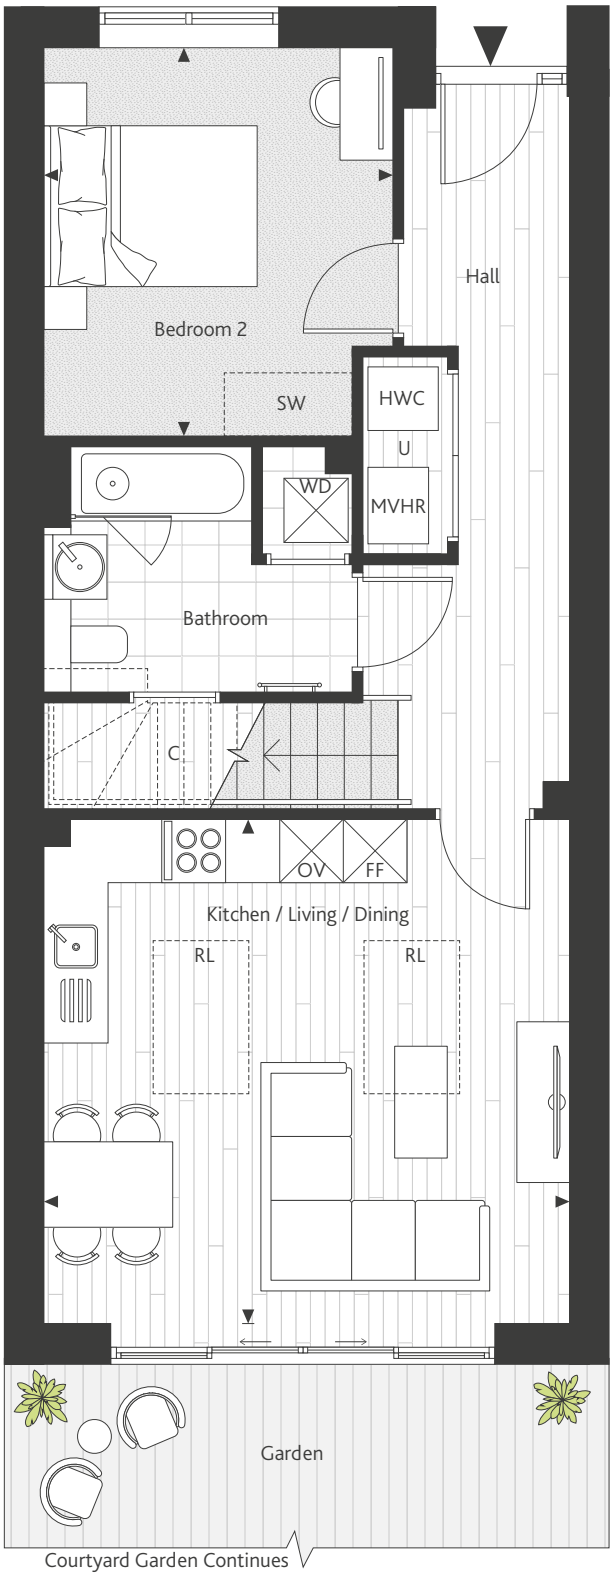 Hall
Bedroom 2
SW
HWC
U
MVHR
WD
Bathroom
C
OV
FF
Kitchen / Living / Dining
RL
RL
Garden
Courtyard Garden Continues